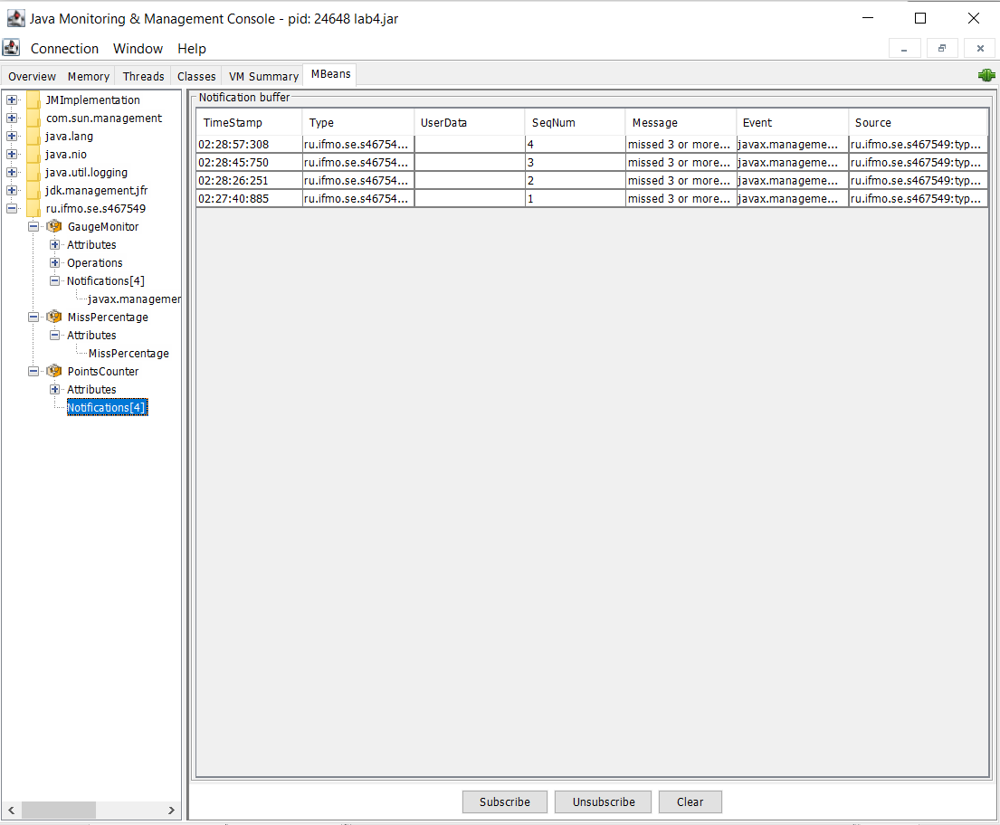 Java Monitoring & Management Console - pid: 24648 lab4.jar
Connection Window Help
Overview Memory Threads Classes VM Summary MBeans
JMImplementation
com.sun.management
java.lang
java.nio
java.util.logging
jdk.management.jfr
ru.ifmo.se.s467549
GaugeMonitor
Attributes
Operations
Notifications[4]
javax.managemer
MissPercentage
Attributes
MissPercentage
PointsCounter
Attributes
Notifications[4]
Notification buffer
TimeStamp Type UserData SeqNum Message Event Source
02:28:57:308 ru.ifmo.se.s46754... 4 missed 3 or more... javax.manageme... ru.ifmo.se.s467549:typ...
02:28:45:750 ru.ifmo.se.s46754... 3 missed 3 or more... javax.manageme... ru.ifmo.se.s467549:typ...
02:28:26:251 ru.ifmo.se.s46754... 2 missed 3 or more... javax.manageme... ru.ifmo.se.s467549:typ...
02:27:40:885 ru.ifmo.se.s46754... 1 missed 3 or more... javax.manageme... ru.ifmo.se.s467549:typ...
Subscribe Unsubscribe Clear